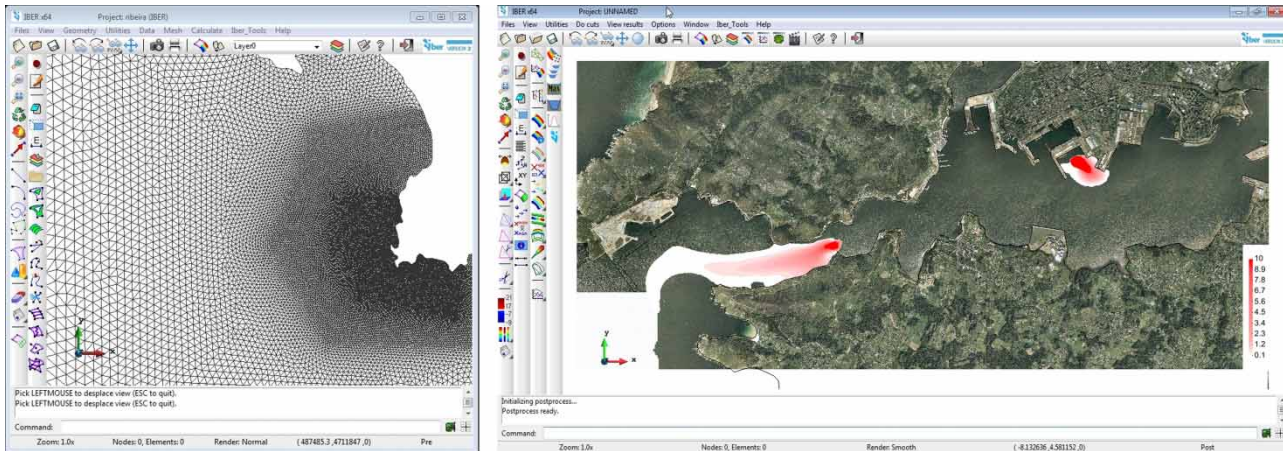 IBER x64 Project: ribeira (IBER)
Files View Geometry Utilities Data Mesh Calculate Iber_Tools Help
Layer0
Iber
y
x
Pick LEFTMOUSE to desplace view (ESC to quit).
Pick LEFTMOUSE to desplace view (ESC to quit).
Command:
Zoom: 1.0x Nodes: 0, Elements: 0 Render: Normal ( 487485.3 ,4711847 ,0) Pre
IBER x64 Project: UNNAMED
Files View Utilities Do cuts View results Options Window Iber_Tools Help
Iber
10
8.9
7.8
6.7
5.6
4.5
3.4
2.3
1.2
0.1
y
x
Initializing postprocess...
Postprocess ready.
Command:
Zoom: 1.0x Nodes: 0, Elements: 0 Render: Smooth ( -8.132636 ,4.581152 ,0) Post